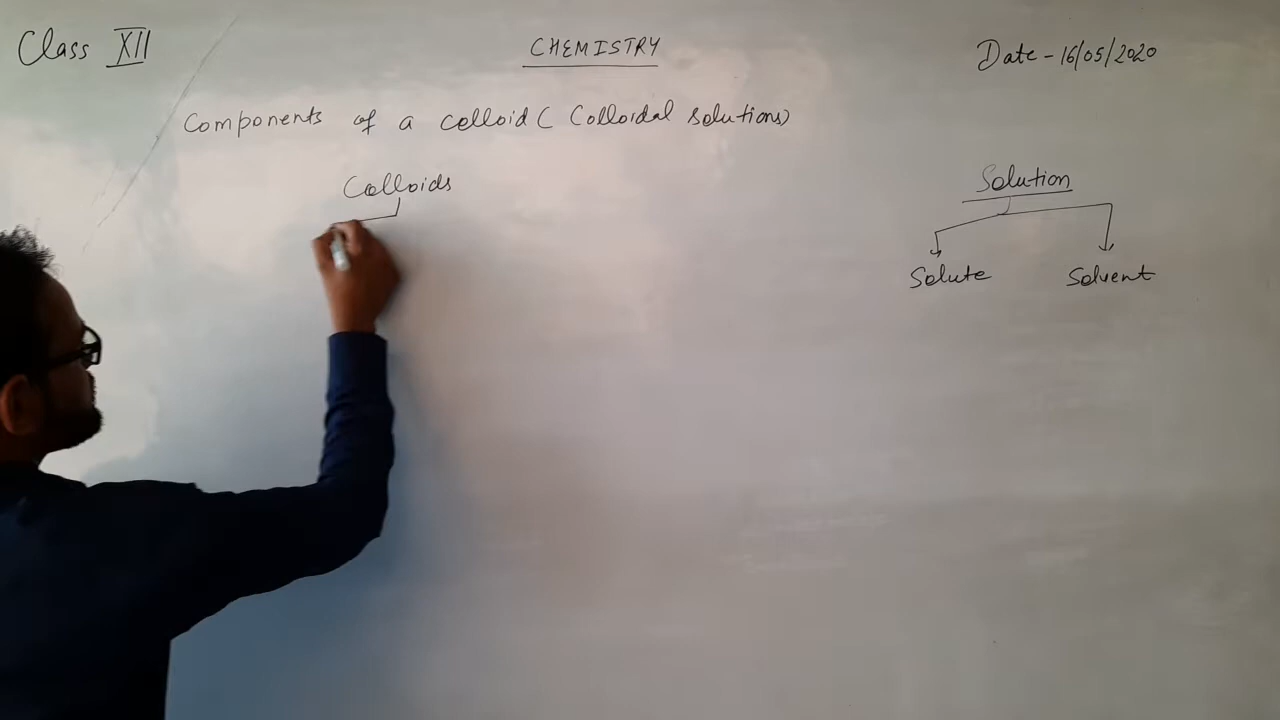 Class XII
CHEMISTRY
Date - 16/05/2020
Components of a colloid ( Colloidal solutions)
Colloids
Solution
Solute
Solvent